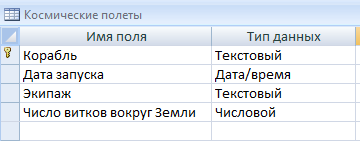 Космические полеты
Имя поля Тип данных
Корабль Текстовый
Дата запуска Дата/время
Экипаж Текстовый
Число витков вокруг Земли Числовой